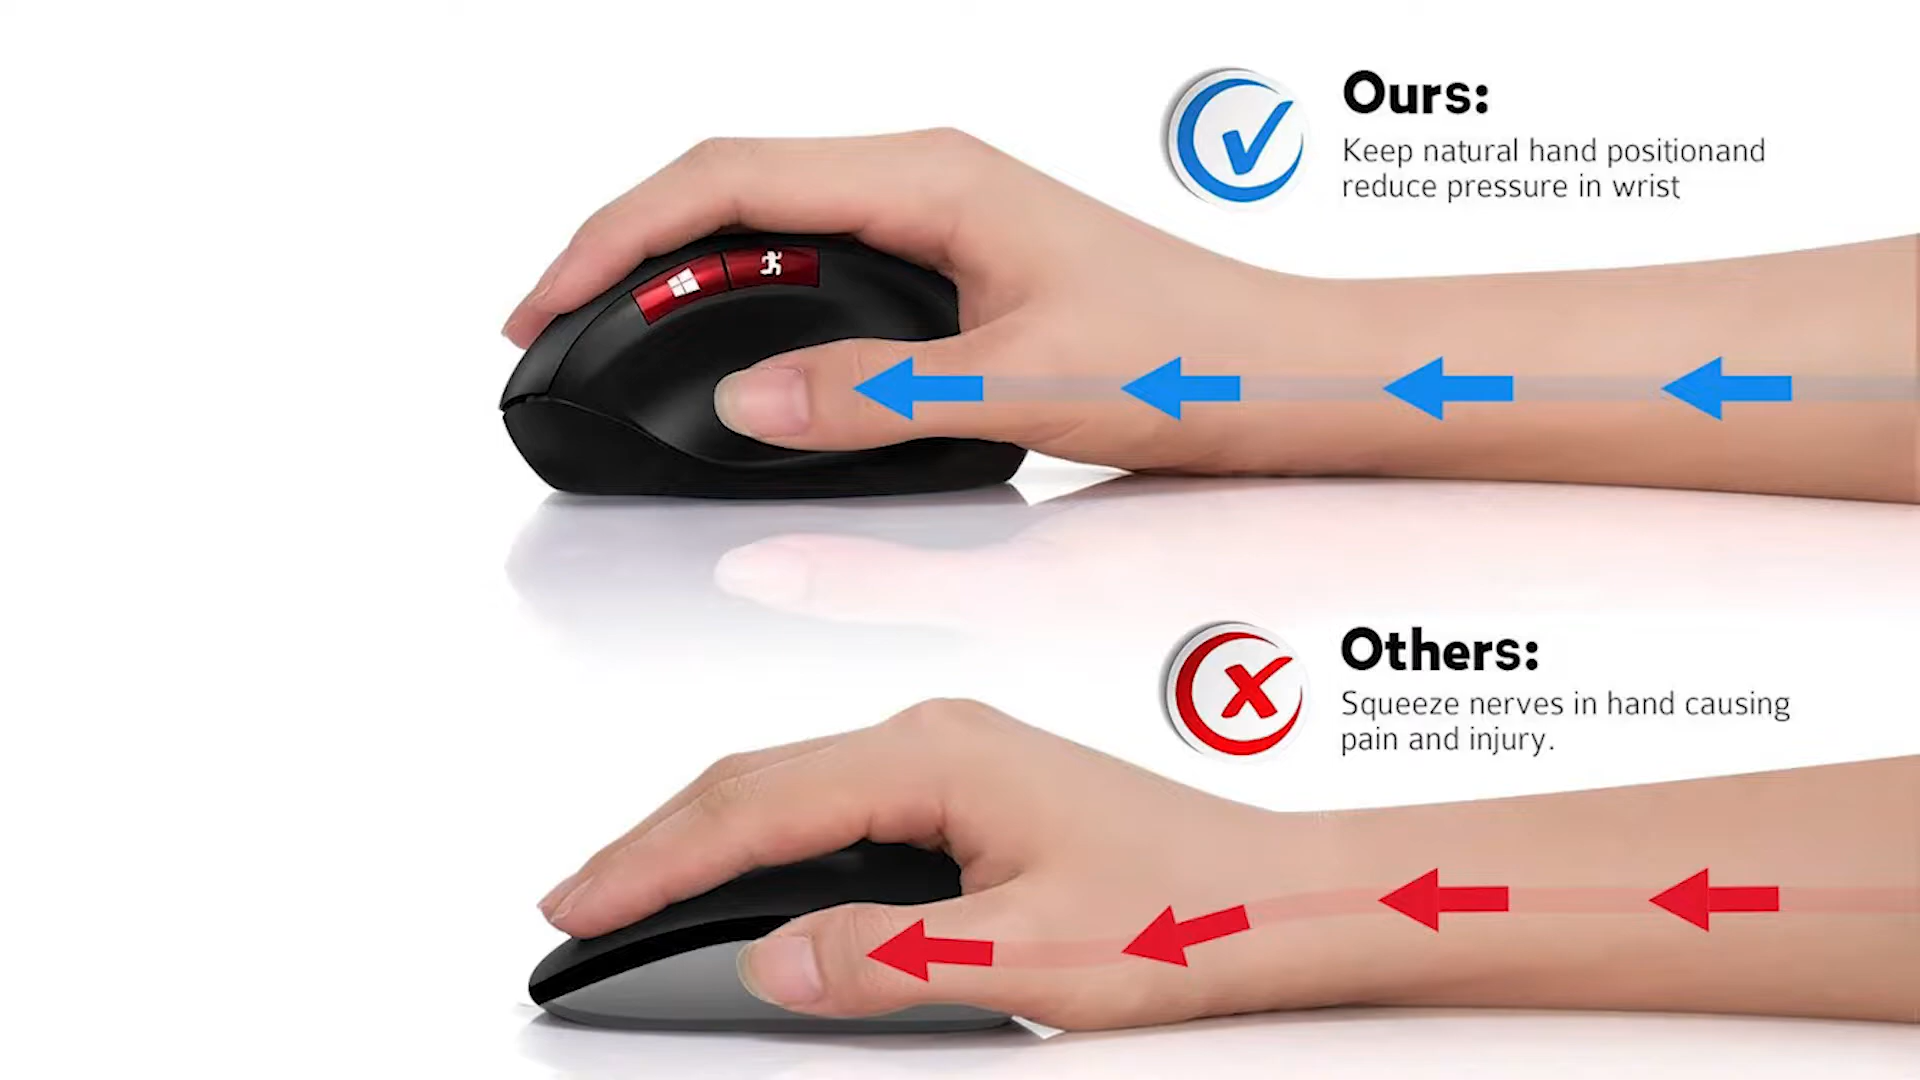 Ours:
Keep natural hand positionand
reduce pressure in wrist
Others:
Squeeze nerves in hand causing
pain and injury.